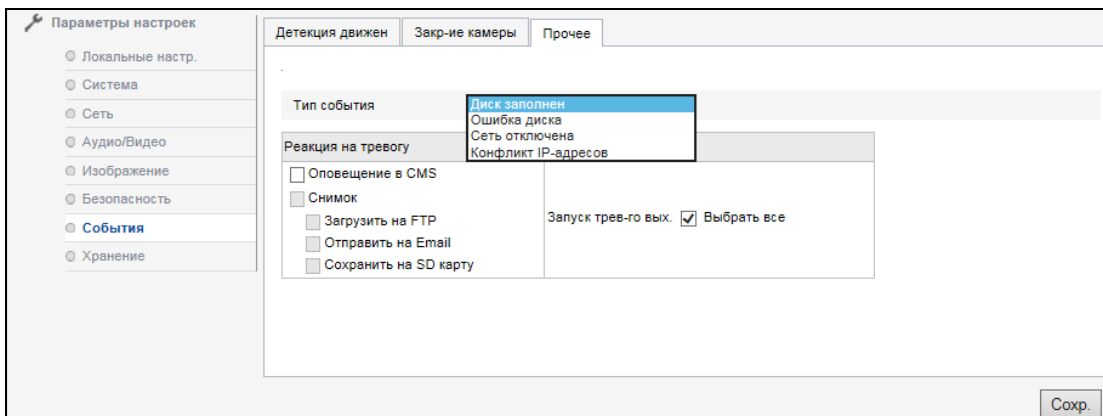 Параметры настроек
Локальные настр.
Система
Сеть
Аудио/Видео
Изображение
Безопасность
События
Хранение
Детекция движен
Закр-ие камеры
Прочее
Тип события
Диск заполнен
Ошибка диска
Сеть отключена
Конфликт IP-адресов
Реакция на тревогу
Оповещение в CMS
Снимок
Загрузить на FTP
Отправить на Email
Сохранить на SD карту
Запуск трев-го вых. Выбрать все
Сохр.